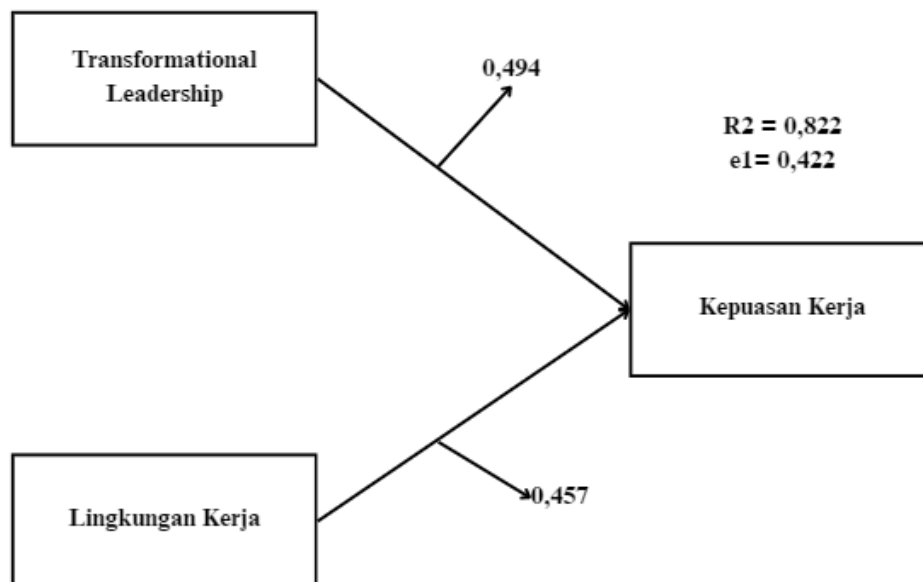 Transformational
Leadership
0,494
R2 = 0,822
e1= 0,422
Kepuasan Kerja
0,457
Lingkungan Kerja